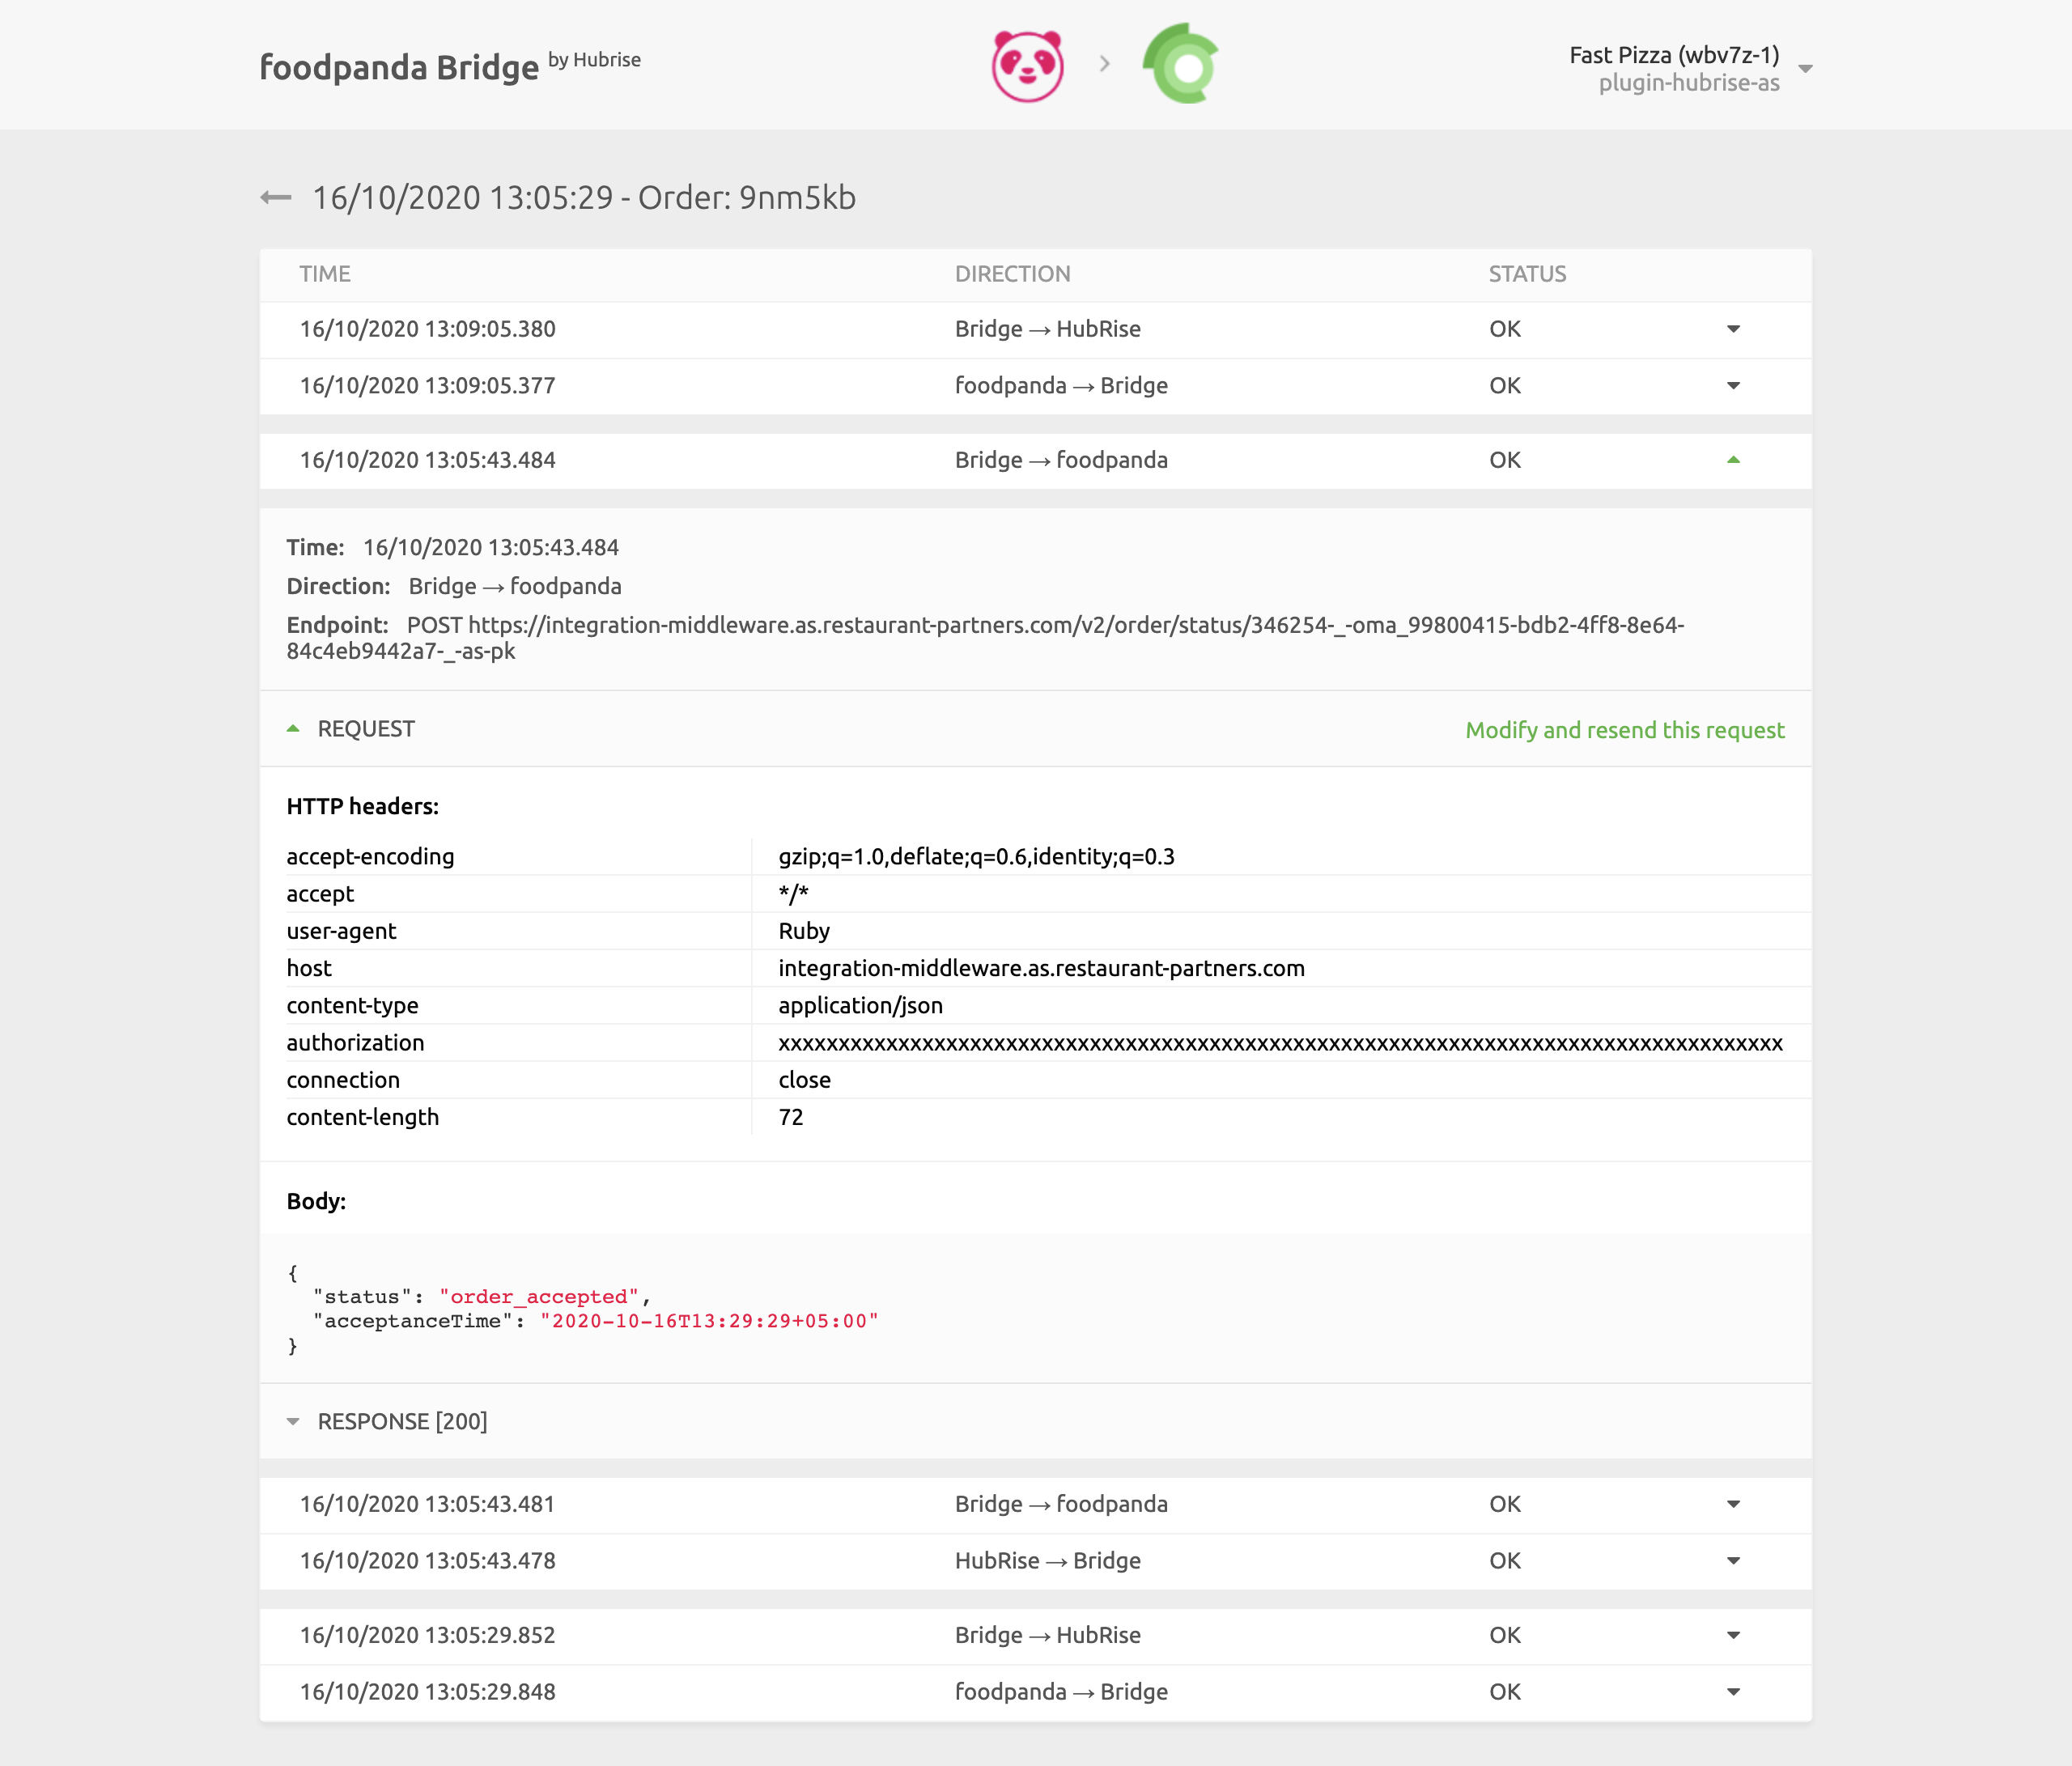 foodpanda Bridge by Hubrise
Fast Pizza (wbv7z-1)
plugin-hubrise-as
16/10/2020 13:05:29 - Order: 9nm5kb
TIME DIRECTION STATUS
16/10/2020 13:09:05.380 Bridge → HubRise OK
16/10/2020 13:09:05.377 foodpanda → Bridge OK
16/10/2020 13:05:43.484 Bridge → foodpanda OK
Time: 16/10/2020 13:05:43.484
Direction: Bridge → foodpanda
Endpoint: POST https://integration-middleware.as.restaurant-partners.com/v2/order/status/346254-_-oma_99800415-bdb2-4ff8-8e64-
84c4eb9442a7-_-as-pk
REQUEST Modify and resend this request
HTTP headers:
accept-encoding gzip;q=1.0,deflate;q=0.6,identity;q=0.3
accept */*
user-agent Ruby
host integration-middleware.as.restaurant-partners.com
content-type application/json
authorization xxxxxxxxxxxxxxxxxxxxxxxxxxxxxxxxxxxxxxxxxxxxxxxxxxxxxxxxxxxxxxxxxxxxxxxxxxxxxxxxxxxx
connection close
content-length 72
Body:
{
"status": "order_accepted",
"acceptanceTime": "2020-10-16T13:29:29+05:00"
}
RESPONSE [200]
16/10/2020 13:05:43.481 Bridge → foodpanda OK
16/10/2020 13:05:43.478 HubRise → Bridge OK
16/10/2020 13:05:29.852 Bridge → HubRise OK
16/10/2020 13:05:29.848 foodpanda → Bridge OK